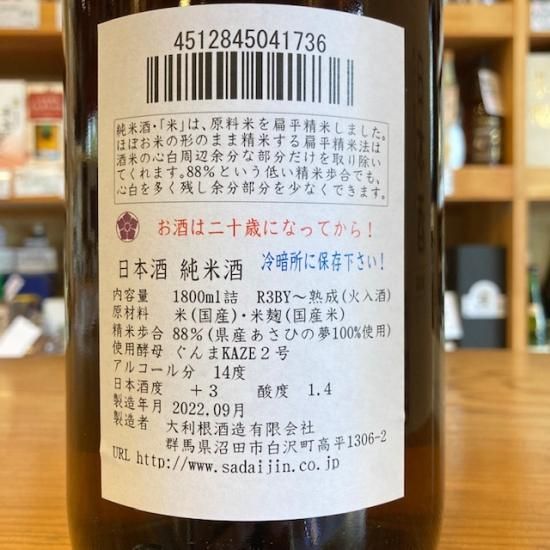 4512845041736
純米酒・「米」は、原料米を扁平精米しました。
ほぼお米の形のまま精米する扁平精米法は
酒米の心白周辺余分な部分だけを取り除い
てくれます。88%という低い精米歩合でも、
心白を多く残し余分部分を少なくできます。
お酒は二十歳になってから!
日本酒 純米酒 冷暗所に保存下さい!
内容量 1800ml詰 R3BY〜熟成(火入酒)
原材料 米(国産)・米麹(国産米)
精米歩合 88%(県産あさひの夢100%使用)
使用酵母 ぐんまKAZE2号
アルコール分 14度
日本酒度 +3 酸度 1.4
製造年月 2022.09月
製造者 大利根酒造有限会社
群馬県沼田市白沢町高平1306-2
URL http://www.sadaijin.co.jp